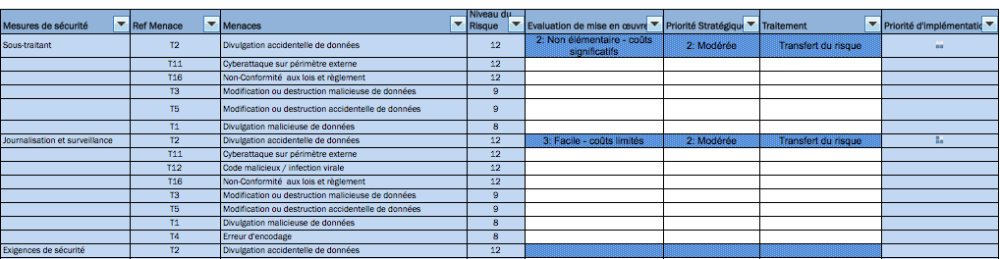 Mesures de sécurité Ref Menace Menaces Niveau du Risque Evaluation de mise en œuvre Priorité Stratégique Traitement Priorité d'implémentatio
Sous-traitant T2 Divulgation accidentelle de données 12 2: Non élémentaire - coûts significatifs 2: Modérée Transfert du risque
T11 Cyberattaque sur périmètre externe 12
T16 Non-Conformité aux lois et règlement 12
T3 Modification ou destruction malicieuse de données 9
T5 Modification ou destruction accidentelle de données 9
T1 Divulgation malicieuse de données 8
Journalisation et surveillance T2 Divulgation accidentelle de données 12 3: Facile - coûts limités 2: Modérée Transfert du risque
T11 Cyberattaque sur périmètre externe 12
T12 Code malicieux / infection virale 12
T16 Non-Conformité aux lois et règlement 12
T3 Modification ou destruction malicieuse de données 9
T5 Modification ou destruction accidentelle de données 9
T1 Divulgation malicieuse de données 8
T4 Erreur d'encodage 8
Exigences de sécurité T2 Divulgation accidentelle de données 12